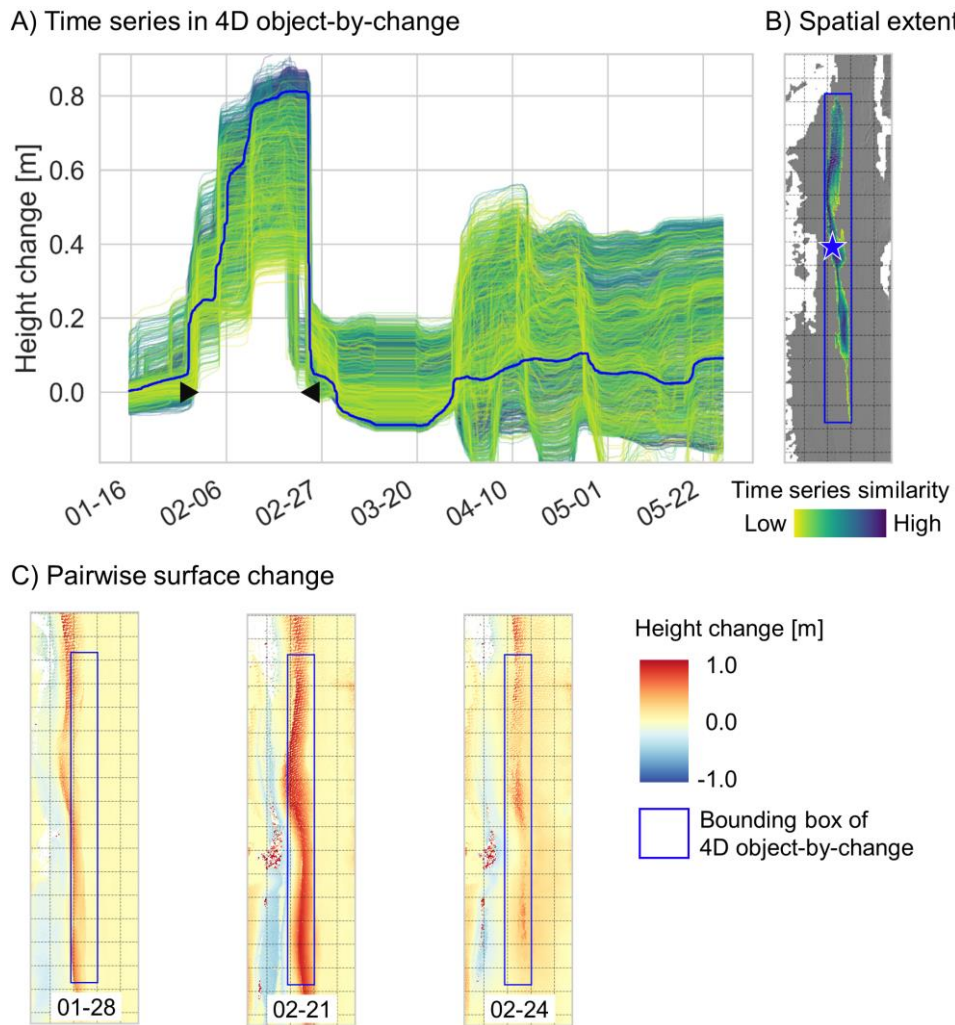 A) Time series in 4D object-by-change
B) Spatial extent
Height change [m]
0.8
0.6
0.4
0.2
0.0
01-16
02-06
02-27
03-20
04-10
05-01
05-22
Time series similarity
Low
High
C) Pairwise surface change
01-28
02-21
02-24
Height change [m]
1.0
0.0
-1.0
Bounding box of
4D object-by-change